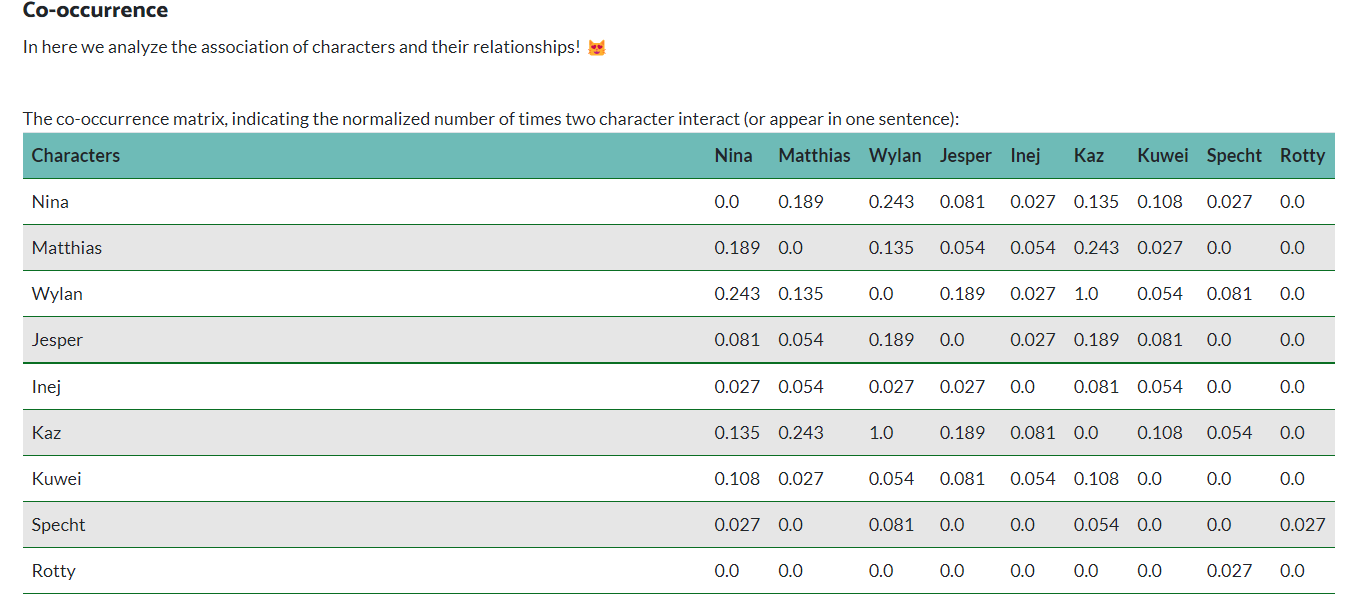 Co-occurrence
In here we analyze the association of characters and their relationships! 😻
The co-occurrence matrix, indicating the normalized number of times two character interact (or appear in one sentence):
Characters Nina Matthias Wylan Jesper Inej Kaz Kuwei Specht Rotty
Nina 0.0 0.189 0.243 0.081 0.027 0.135 0.108 0.027 0.0
Matthias 0.189 0.0 0.135 0.054 0.054 0.243 0.027 0.0 0.0
Wylan 0.243 0.135 0.0 0.189 0.027 1.0 0.054 0.081 0.0
Jesper 0.081 0.054 0.189 0.0 0.027 0.189 0.081 0.0 0.0
Inej 0.027 0.054 0.027 0.027 0.0 0.081 0.054 0.0 0.0
Kaz 0.135 0.243 1.0 0.189 0.081 0.0 0.108 0.054 0.0
Kuwei 0.108 0.027 0.054 0.081 0.054 0.108 0.0 0.0 0.0
Specht 0.027 0.0 0.081 0.0 0.0 0.054 0.0 0.0 0.027
Rotty 0.0 0.0 0.0 0.0 0.0 0.0 0.0 0.027 0.0